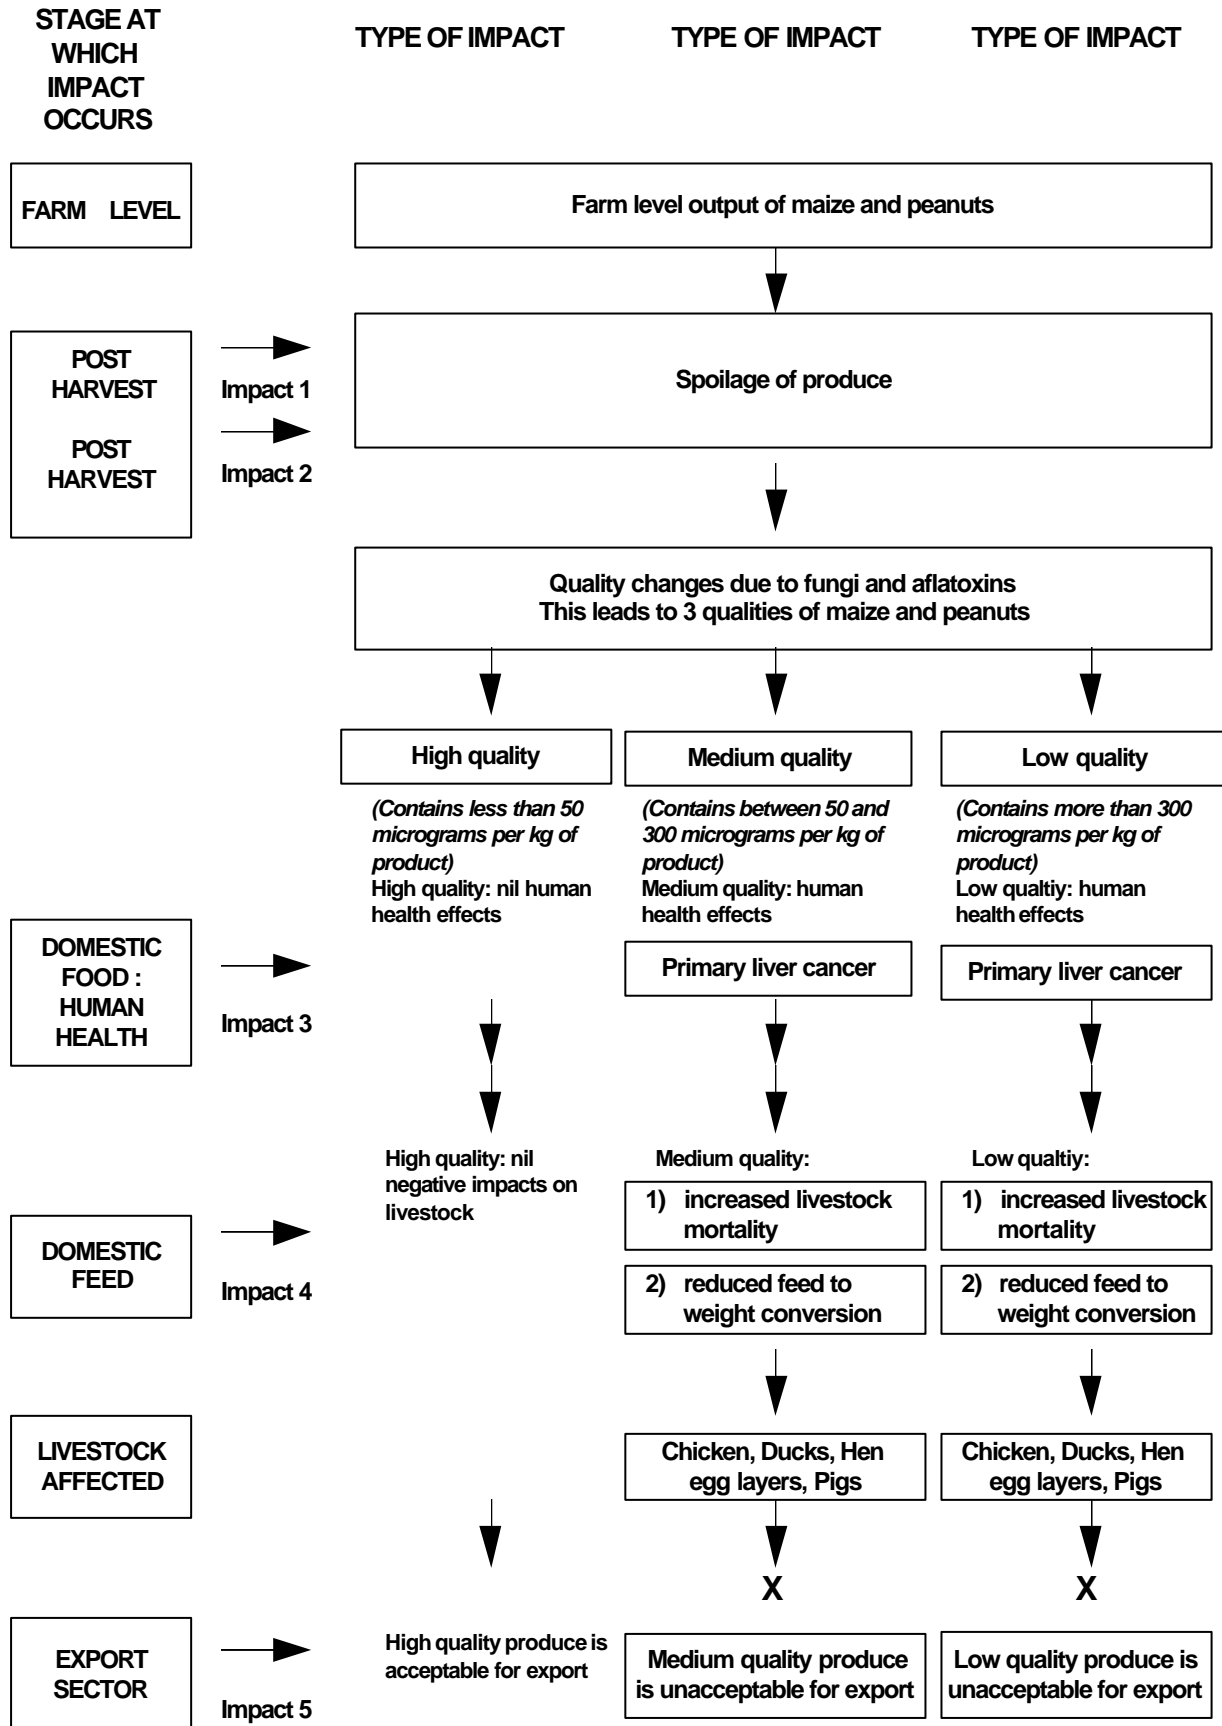 STAGE AT
WHICH
IMPACT
OCCURS
TYPE OF IMPACT
TYPE OF IMPACT
TYPE OF IMPACT
FARM LEVEL
Farm level output of maize and peanuts
POST
HARVEST
Impact 1
POST
HARVEST
Impact 2
Spoilage of produce
Quality changes due to fungi and aflatoxins
This leads to 3 qualities of maize and peanuts
High quality
(Contains less than 50
micrograms per kg of
product)
High quality: nil human
health effects
Medium quality
(Contains between 50 and
300 micrograms per kg of
product)
Medium quality: human
health effects
Low quality
(Contains more than 300
micrograms per kg of
product)
Low qualtiy: human
health effects
DOMESTIC
FOOD :
HUMAN
HEALTH
Impact 3
Primary liver cancer
Primary liver cancer
High quality: nil
negative impacts on
livestock
Medium quality:
1) increased livestock
mortality
2) reduced feed to
weight conversion
Low qualtiy:
1) increased livestock
mortality
2) reduced feed to
weight conversion
DOMESTIC
FEED
Impact 4
LIVESTOCK
AFFECTED
Chicken, Ducks, Hen
egg layers, Pigs
Chicken, Ducks, Hen
egg layers, Pigs
X
X
EXPORT
SECTOR
Impact 5
High quality produce is
acceptable for export
Medium quality produce
is unacceptable for export
Low quality produce is
unacceptable for export